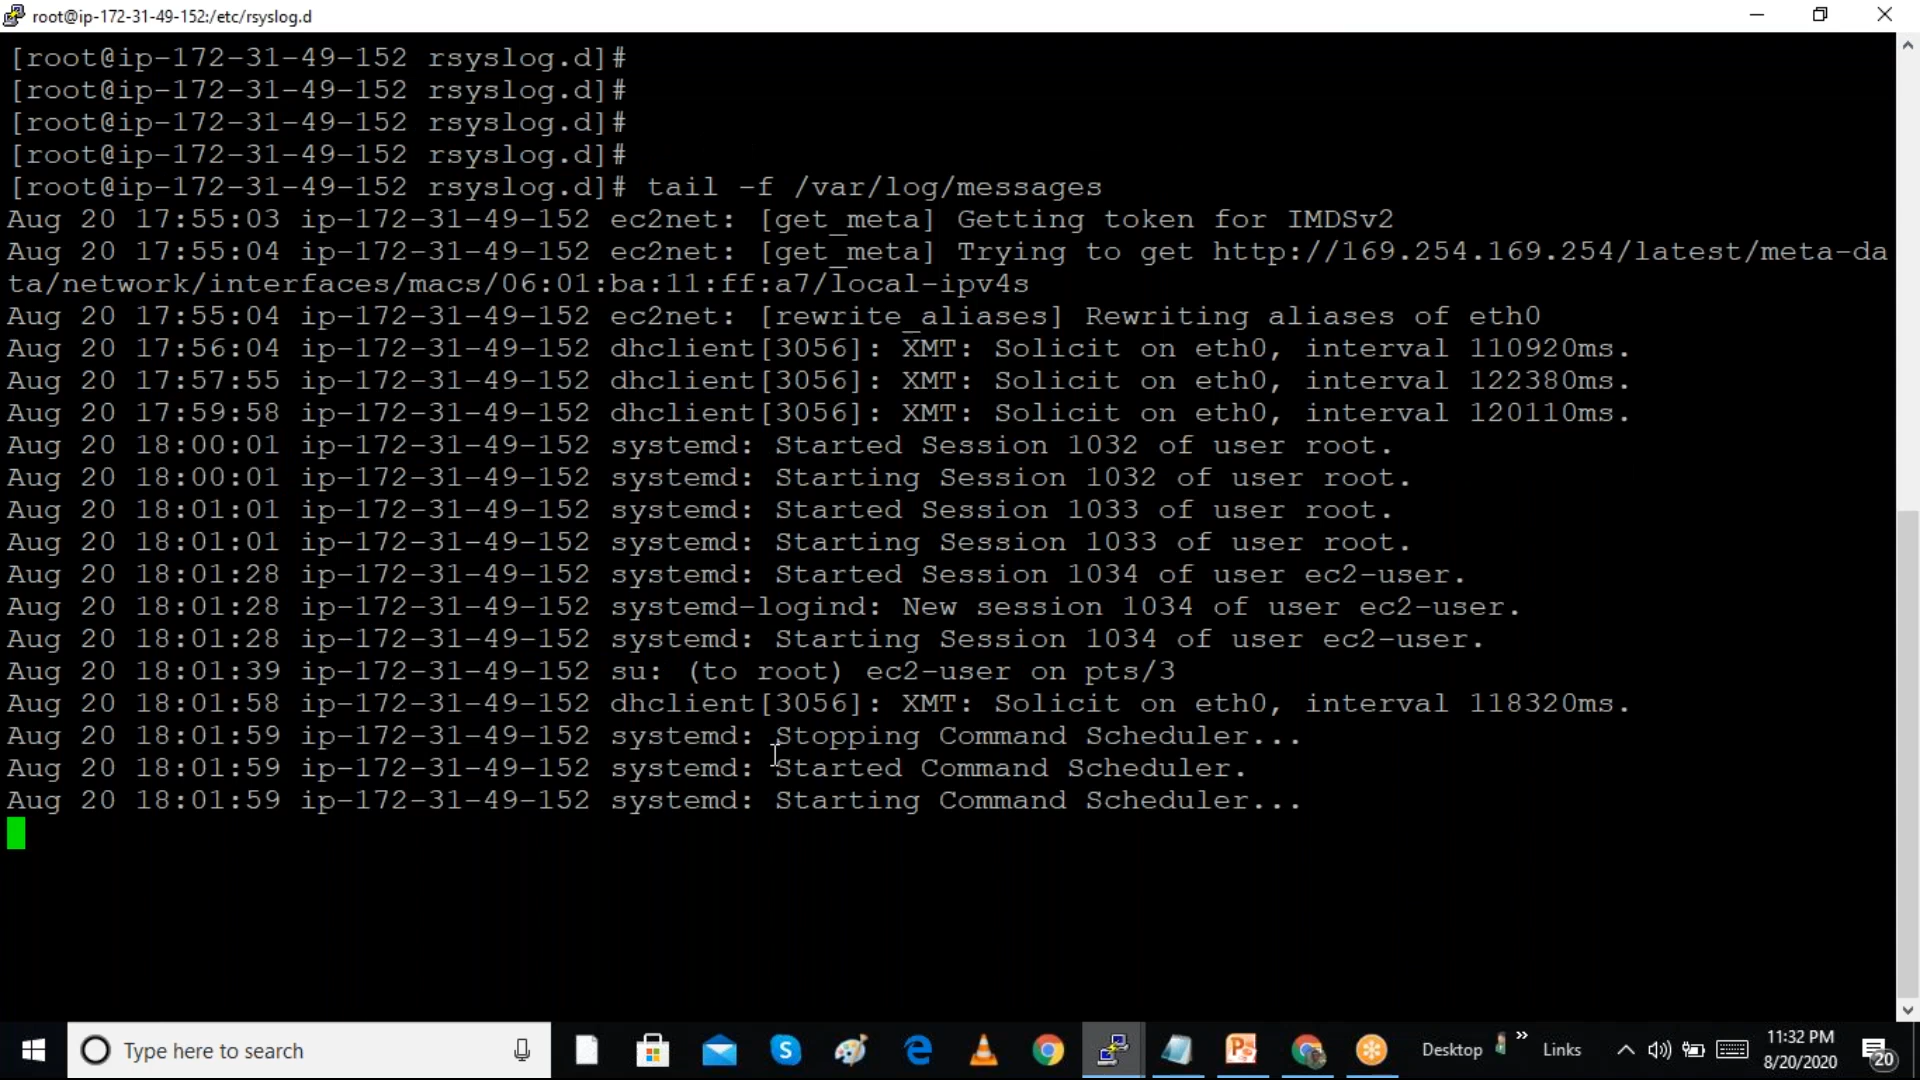 root@ip-172-31-49-152:/etc/rsyslog.d
[root@ip-172-31-49-152 rsyslog.d]#
[root@ip-172-31-49-152 rsyslog.d]#
[root@ip-172-31-49-152 rsyslog.d]#
[root@ip-172-31-49-152 rsyslog.d]#
[root@ip-172-31-49-152 rsyslog.d]# tail -f /var/log/messages
Aug 20 17:55:03 ip-172-31-49-152 ec2net: [get_meta] Getting token for IMDSv2
Aug 20 17:55:04 ip-172-31-49-152 ec2net: [get_meta] Trying to get http://169.254.169.254/latest/meta-da
ta/network/interfaces/macs/06:01:ba:11:ff:a7/local-ipv4s
Aug 20 17:55:04 ip-172-31-49-152 ec2net: [rewrite_aliases] Rewriting aliases of eth0
Aug 20 17:56:04 ip-172-31-49-152 dhclient[3056]: XMT: Solicit on eth0, interval 110920ms.
Aug 20 17:57:55 ip-172-31-49-152 dhclient[3056]: XMT: Solicit on eth0, interval 122380ms.
Aug 20 17:59:58 ip-172-31-49-152 dhclient[3056]: XMT: Solicit on eth0, interval 120110ms.
Aug 20 18:00:01 ip-172-31-49-152 systemd: Started Session 1032 of user root.
Aug 20 18:00:01 ip-172-31-49-152 systemd: Starting Session 1032 of user root.
Aug 20 18:01:01 ip-172-31-49-152 systemd: Started Session 1033 of user root.
Aug 20 18:01:01 ip-172-31-49-152 systemd: Starting Session 1033 of user root.
Aug 20 18:01:28 ip-172-31-49-152 systemd: Started Session 1034 of user ec2-user.
Aug 20 18:01:28 ip-172-31-49-152 systemd-logind: New session 1034 of user ec2-user.
Aug 20 18:01:28 ip-172-31-49-152 systemd: Starting Session 1034 of user ec2-user.
Aug 20 18:01:39 ip-172-31-49-152 su: (to root) ec2-user on pts/3
Aug 20 18:01:58 ip-172-31-49-152 dhclient[3056]: XMT: Solicit on eth0, interval 118320ms.
Aug 20 18:01:59 ip-172-31-49-152 systemd: Stopping Command Scheduler...
Aug 20 18:01:59 ip-172-31-49-152 systemd: Started Command Scheduler.
Aug 20 18:01:59 ip-172-31-49-152 systemd: Starting Command Scheduler...
Type here to search
Desktop
Links
11:32 PM
8/20/2020
20